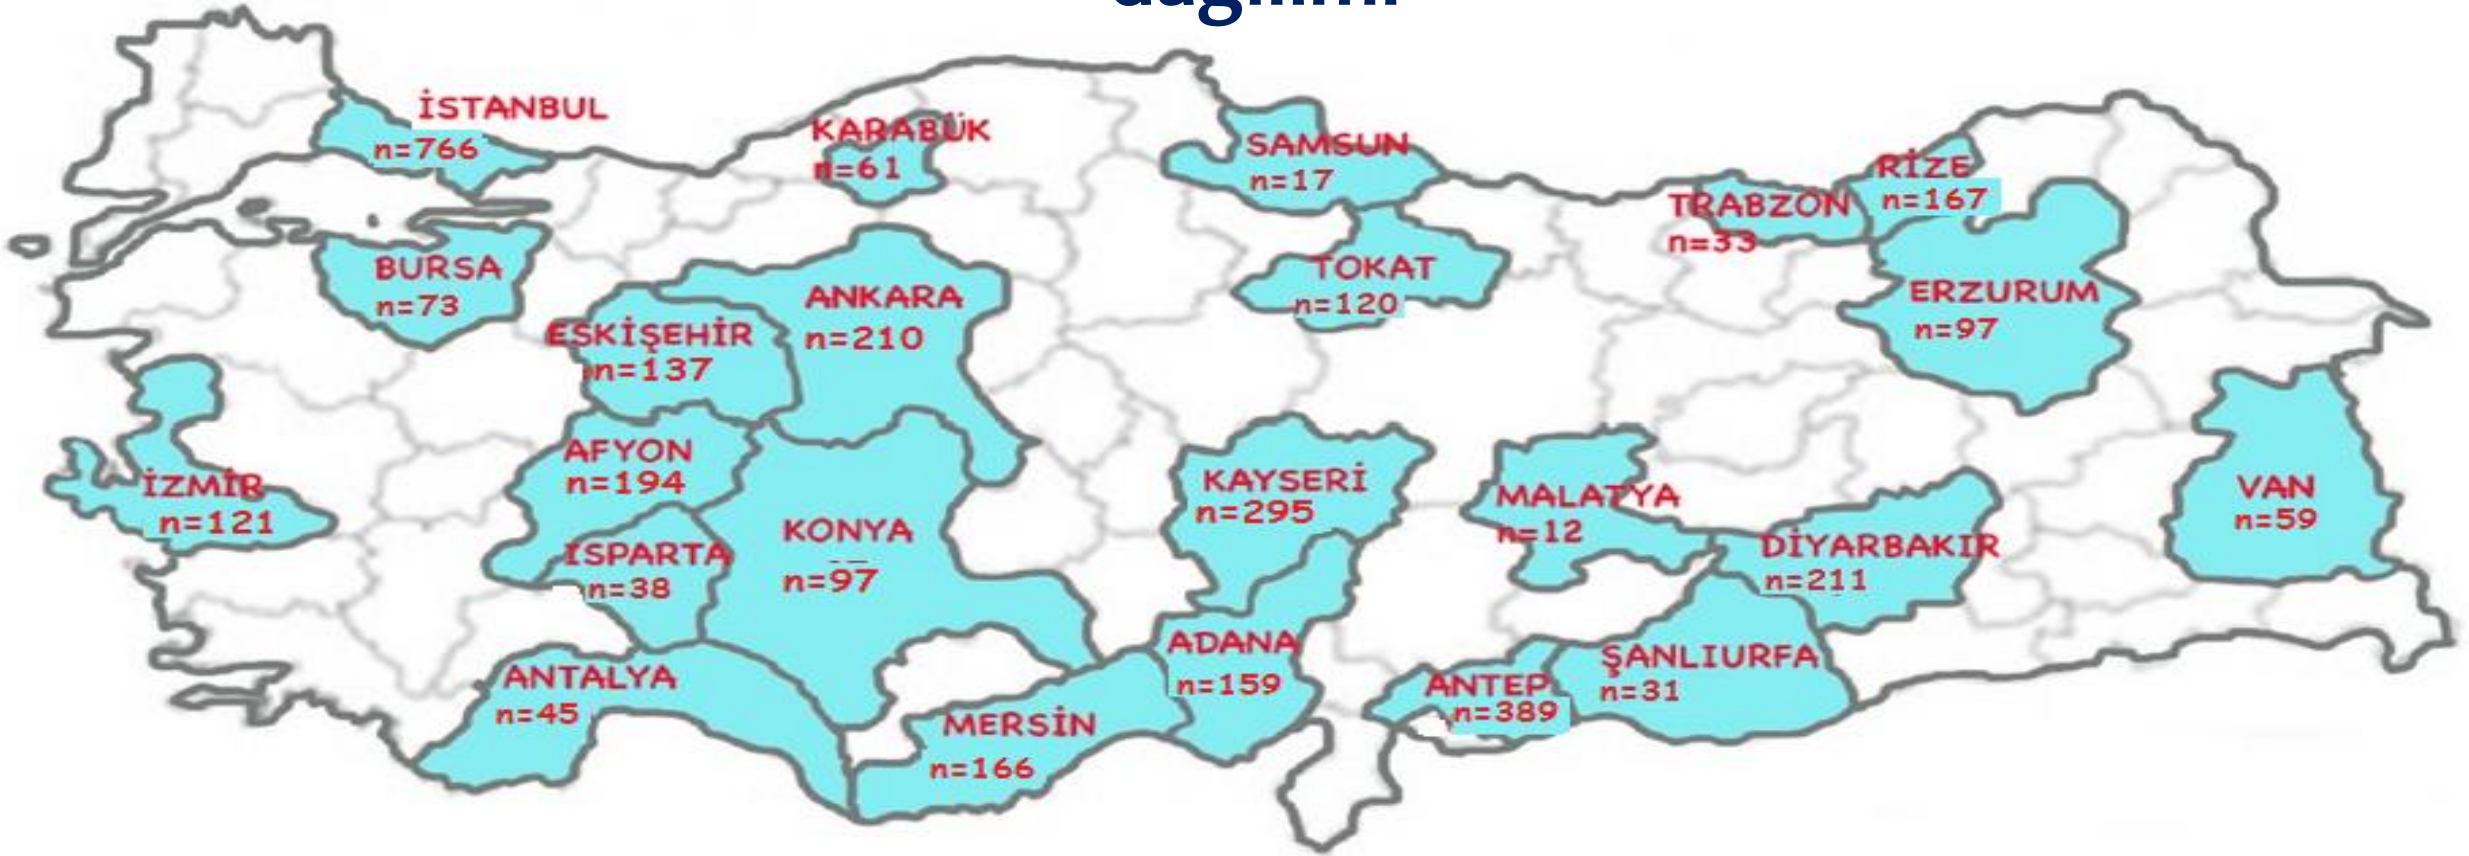 dağılımı
İSTANBUL
n=766
KARABÜK
n=61
SAMSUN
n=17
RİZE
n=167
TRABZON
n=33
BURSA
n=73
ANKARA
n=210
TOKAT
n=120
ERZURUM
n=97
ESKİŞEHİR
n=137
AFYON
n=194
İZMİR
n=121
KAYSERİ
n=295
MALATYA
n=12
VAN
n=59
KONYA
n=97
ISPARTA
n=38
DİYARBAKIR
n=211
ADANA
n=159
ŞANLIURFA
n=31
ANTEP
n=389
ANTALYA
n=45
MERSİN
n=166